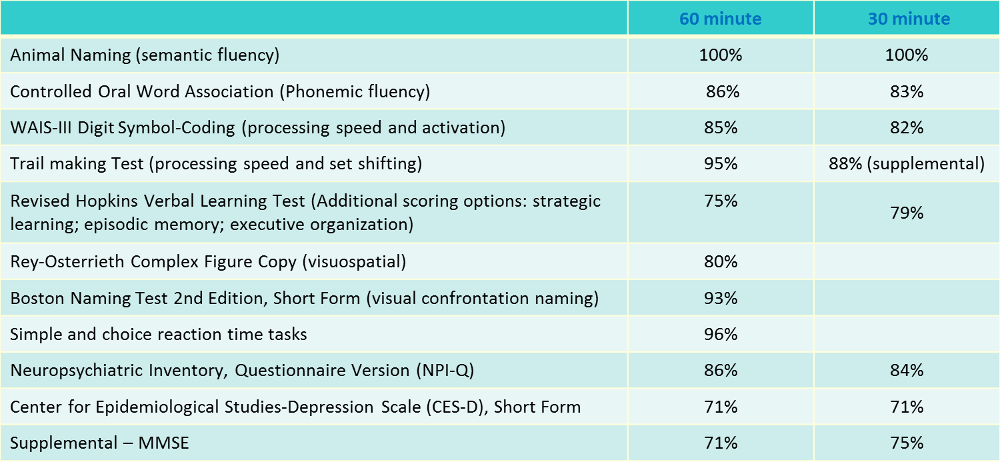 60 minute 30 minute
Animal Naming (semantic fluency) 100% 100%
Controlled Oral Word Association (Phonemic fluency) 86% 83%
WAIS-III Digit Symbol-Coding (processing speed and activation) 85% 82%
Trail making Test (processing speed and set shifting) 95% 88% (supplemental)
Revised Hopkins Verbal Learning Test (Additional scoring options: strategic 75%
learning; episodic memory; executive organization) 79%
Rey-Osterrieth Complex Figure Copy (visuospatial) 80%
Boston Naming Test 2nd Edition, Short Form (visual confrontation naming) 93%
Simple and choice reaction time tasks 96%
Neuropsychiatric Inventory, Questionnaire Version (NPI-Q) 86% 84%
Center for Epidemiological Studies-Depression Scale (CES-D), Short Form 71% 71%
Supplemental – MMSE 71% 75%